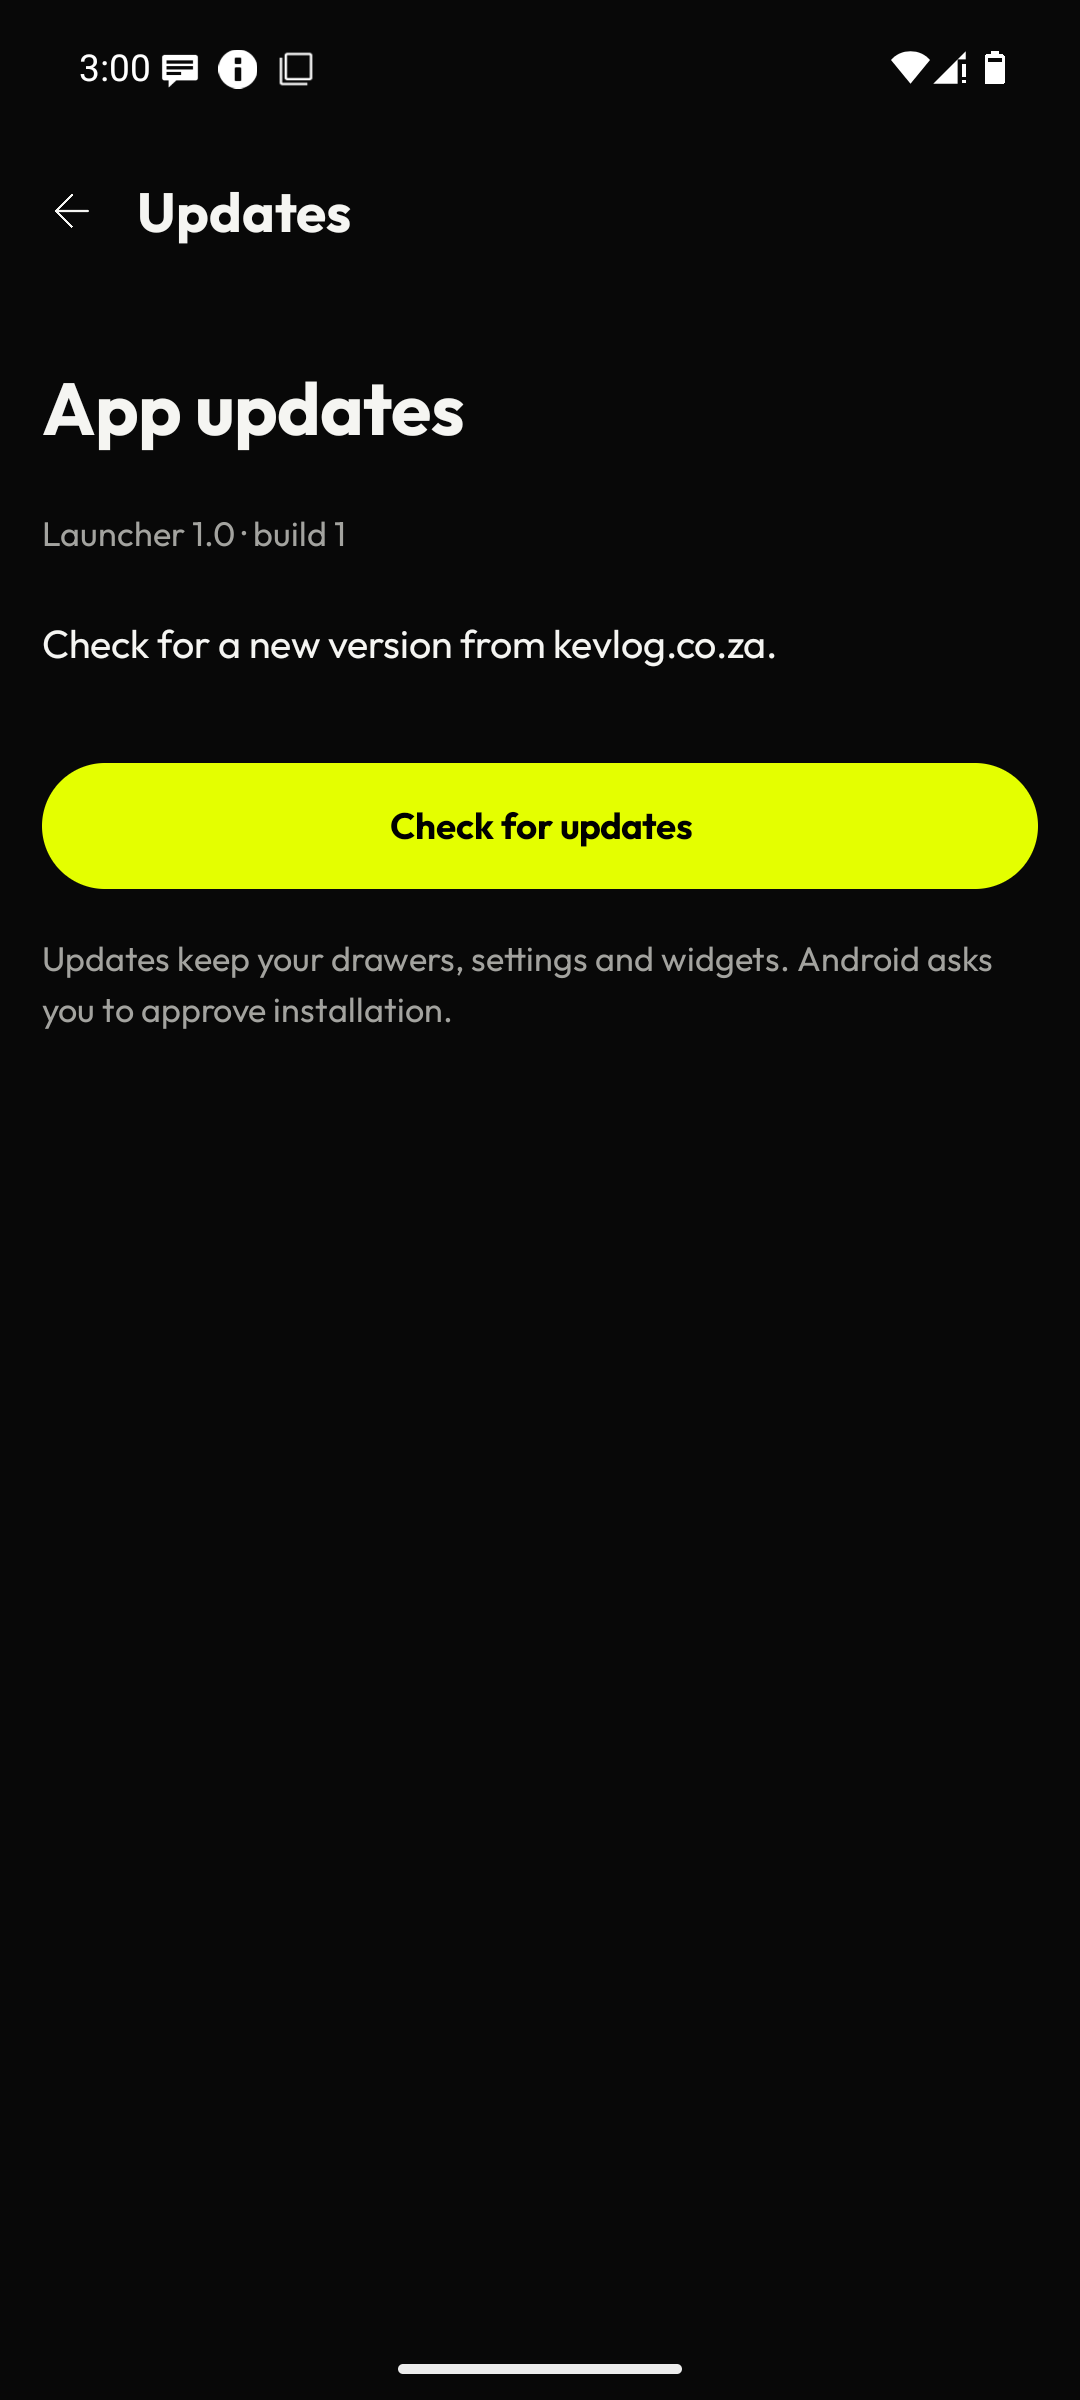 3:00
Updates
App updates
Launcher 1.0 · build 1
Check for a new version from kevlog.co.za.
Check for updates
Updates keep your drawers, settings and widgets. Android asks
you to approve installation.